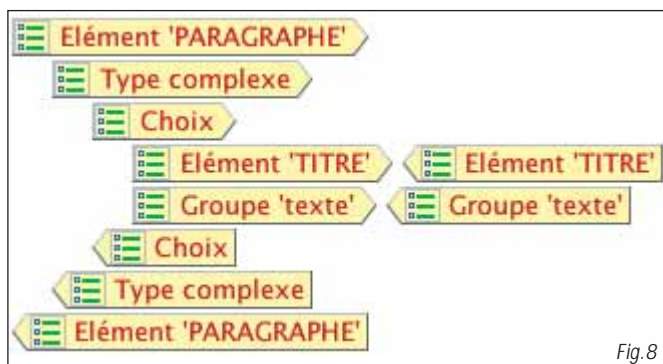 Elément 'PARAGRAPHE'
Type complexe
Choix
Elément 'TITRE' Elément 'TITRE'
Groupe 'texte' Groupe 'texte'
Choix
Type complexe
Elément 'PARAGRAPHE'
Fig.8